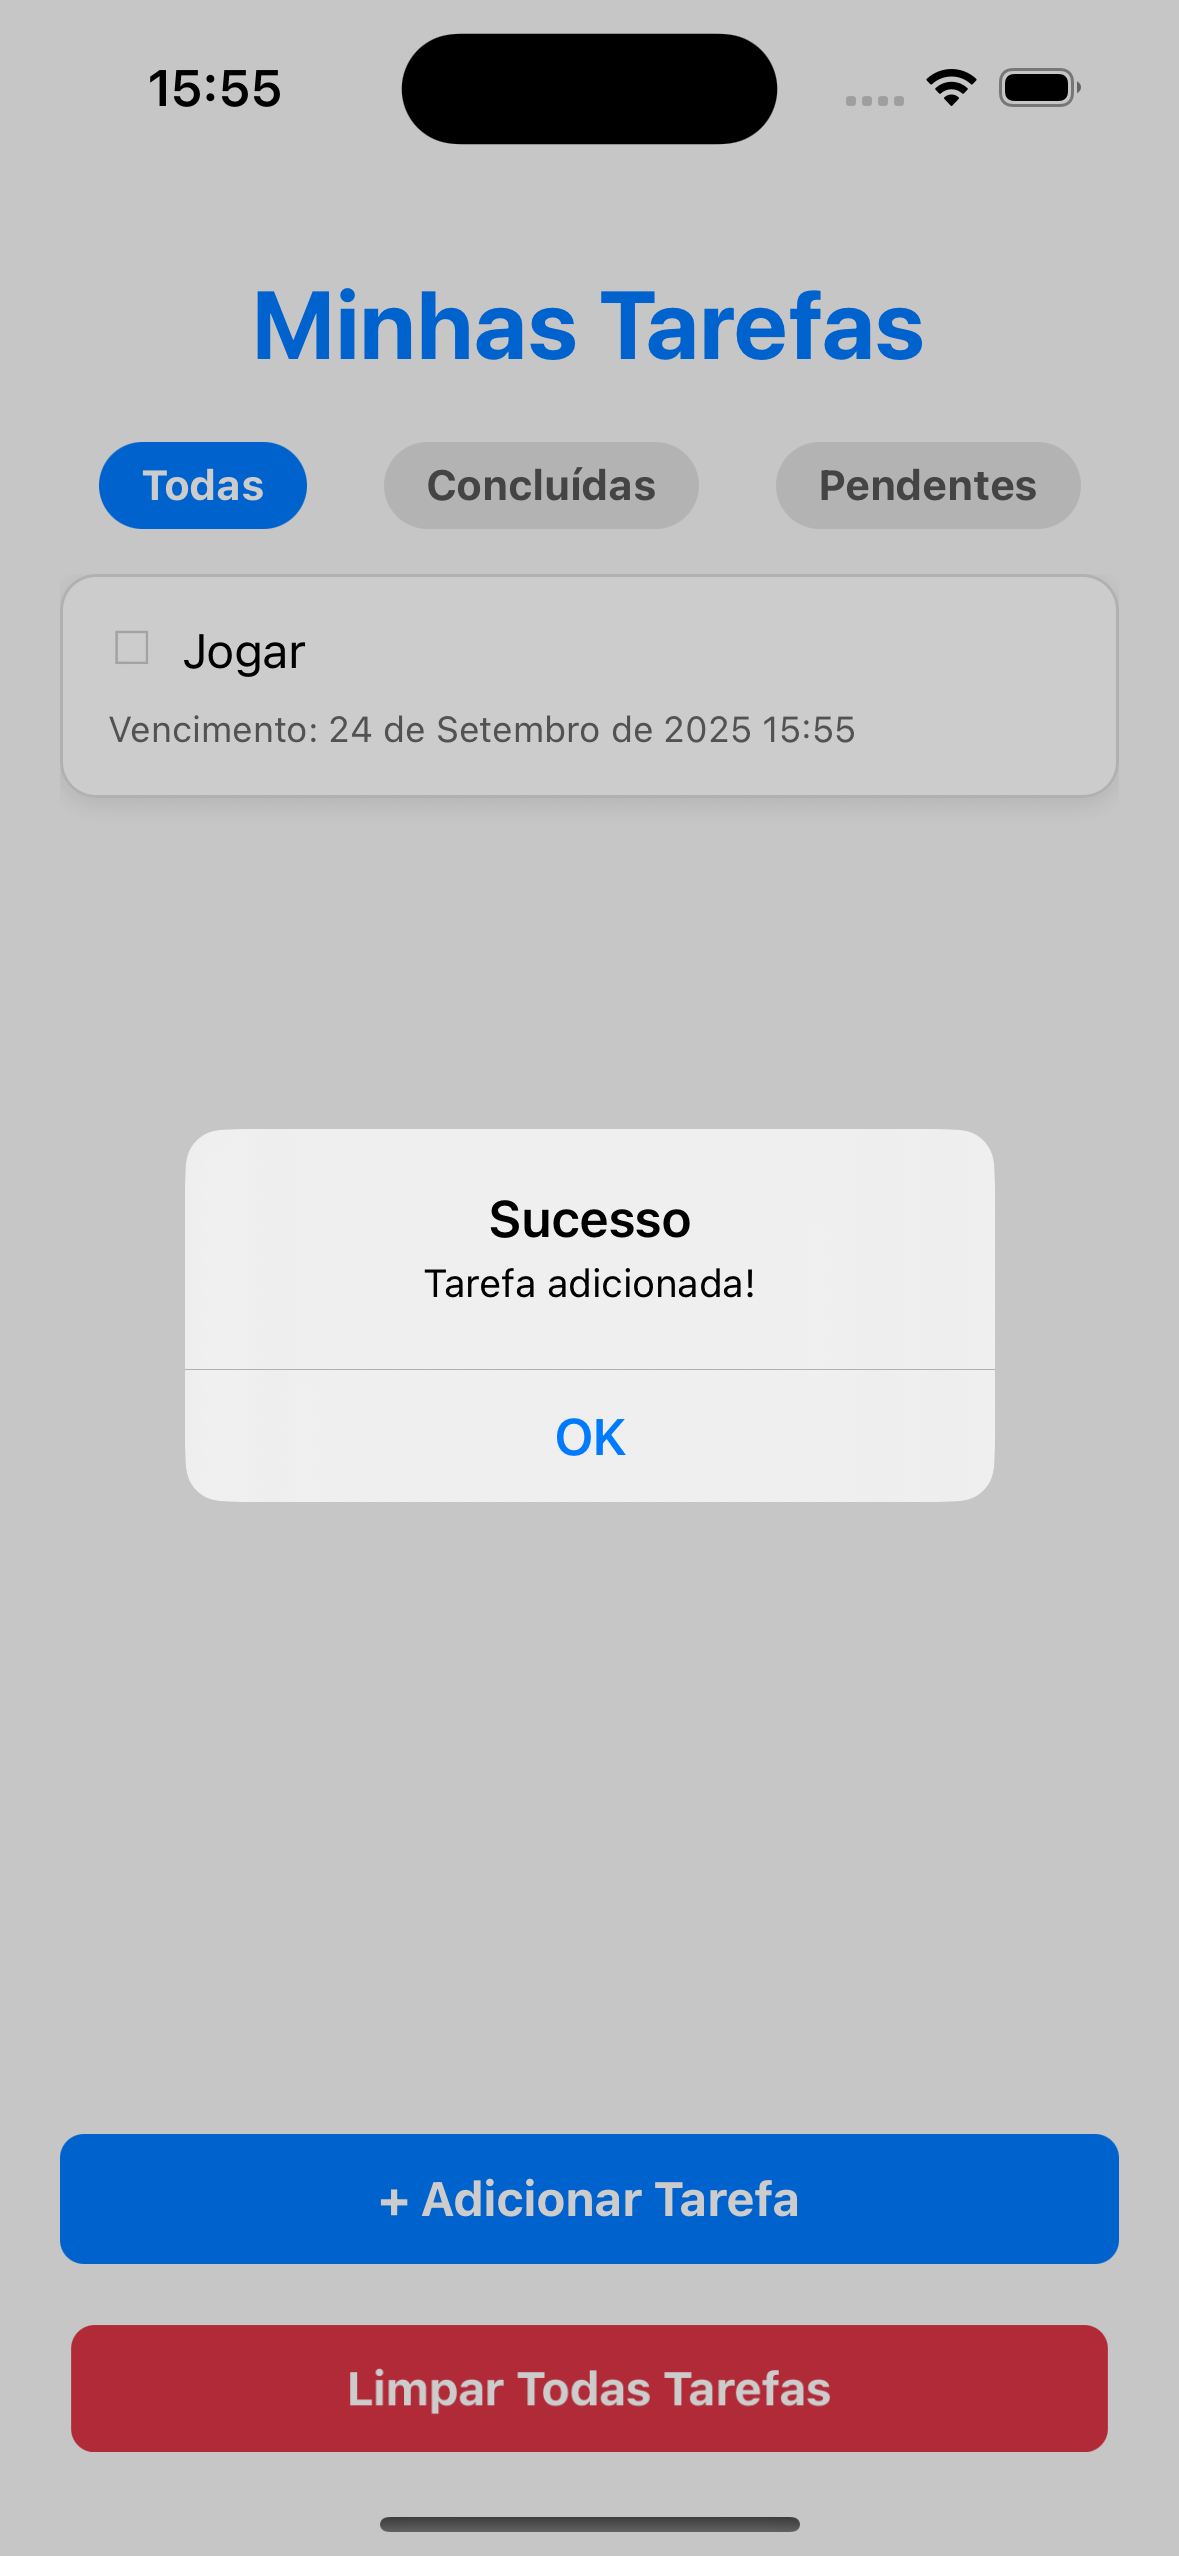 15:55
Minhas Tarefas
Todas Concluídas Pendentes
Jogar
Vencimento: 24 de Setembro de 2025 15:55
Sucesso
Tarefa adicionada!
OK
+ Adicionar Tarefa
Limpar Todas Tarefas